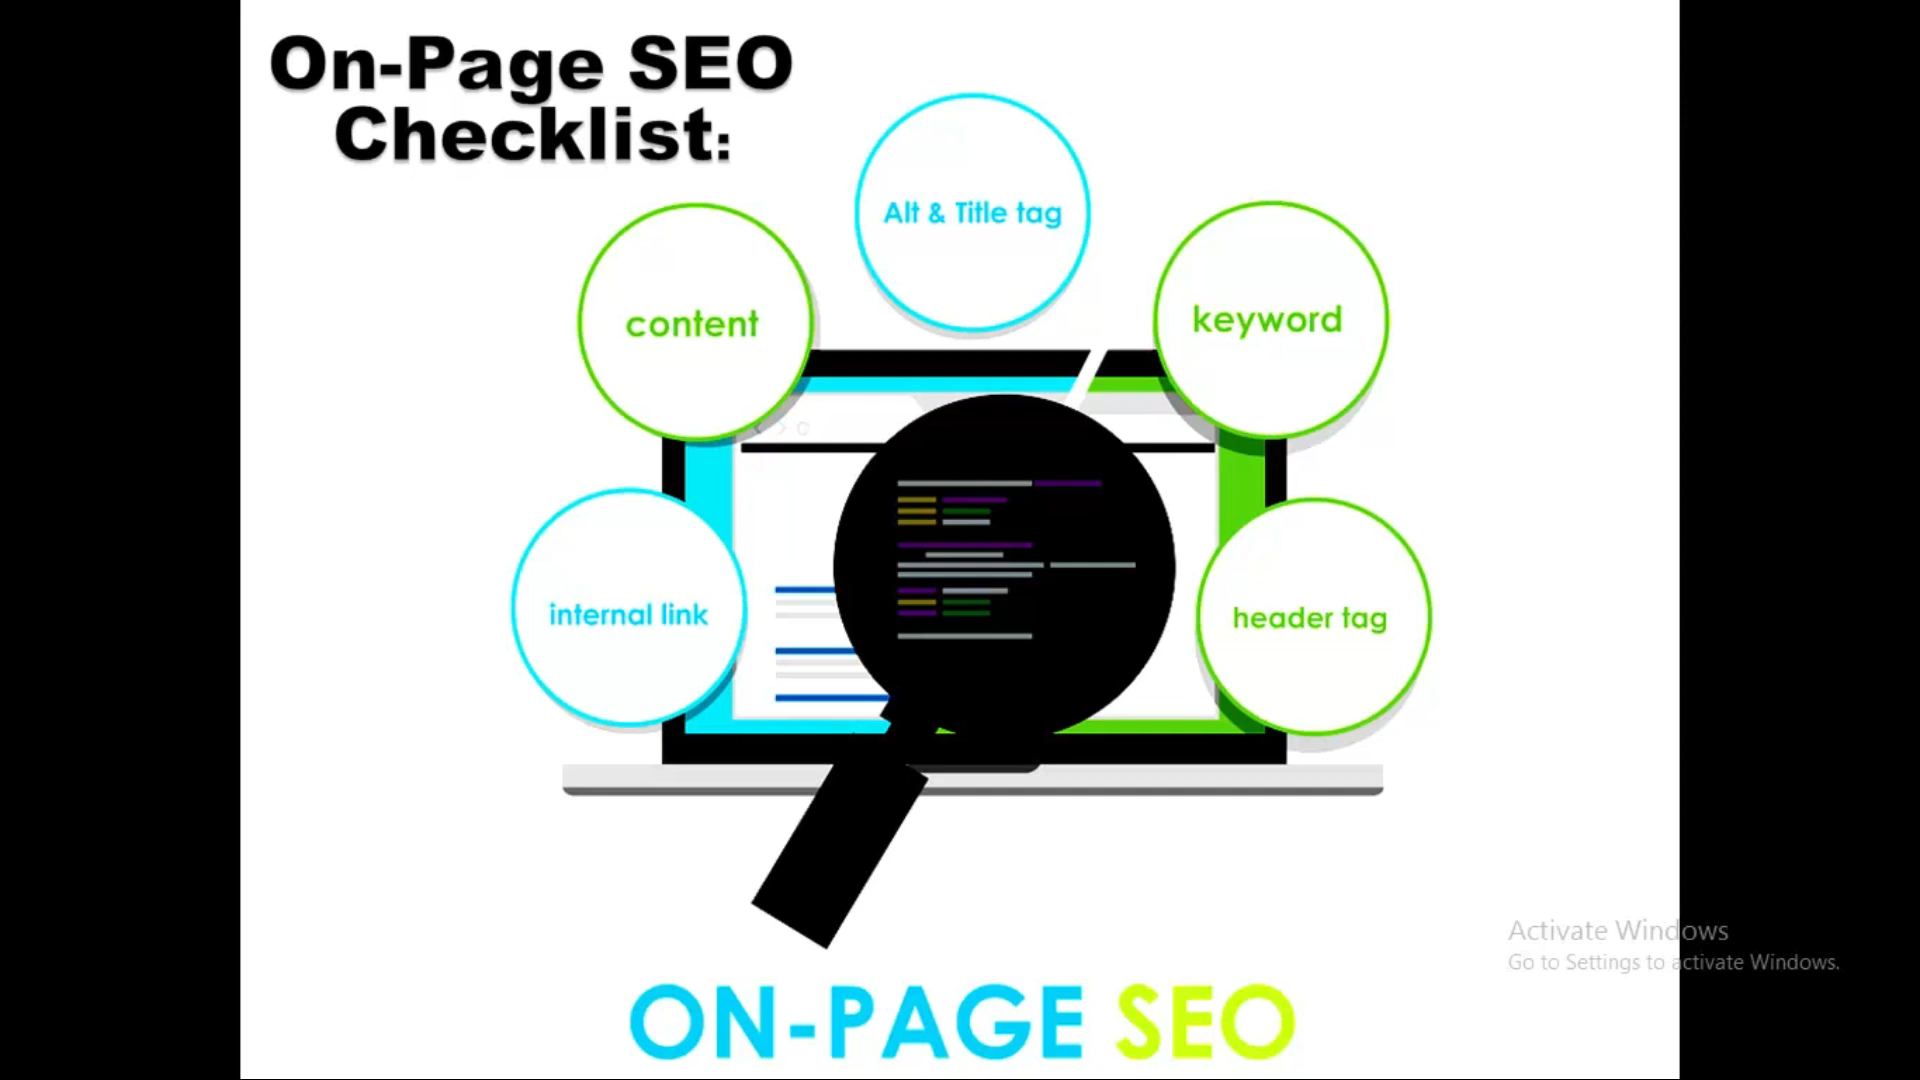 On-Page SEO
Checklist:
Alt & Title tag
content
keyword
internal link
header tag
Activate Windows
Go to Settings to activate Windows.
ON-PAGE SEO